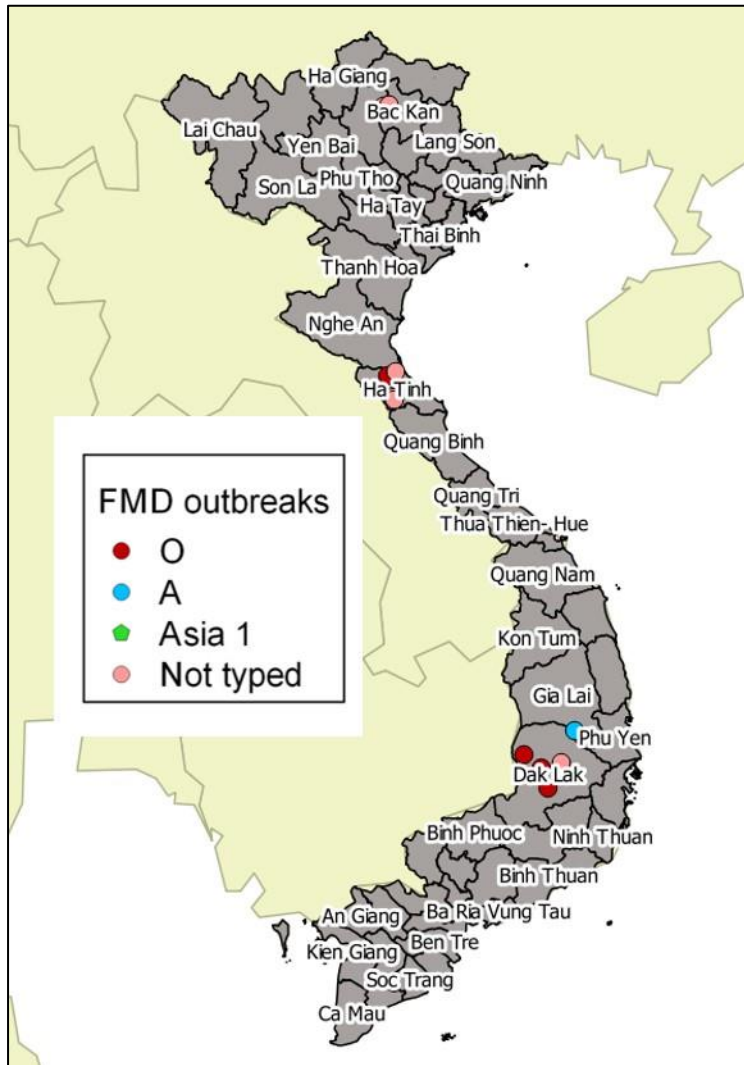 Ha Giang
Bac Kan
Lai Chau
Yen Bai
Lang Son
Son La
Phu Tho
Quang Ninh
Ha Tay
Thai Binh
Thanh Hoa
Nghe An
Ha Tinh
Quang Binh
Quang Tri
Thua Thien- Hue
Quang Nam
Kon Tum
Gia Lai
Phu Yen
Dak Lak
Binh Phuoc
Ninh Thuan
Binh Thuan
An Giang
Ba Ria Vung Tau
Kien Giang
Ben Tre
Soc Trang
Ca Mau
FMD outbreaks
O
A
Asia 1
Not typed